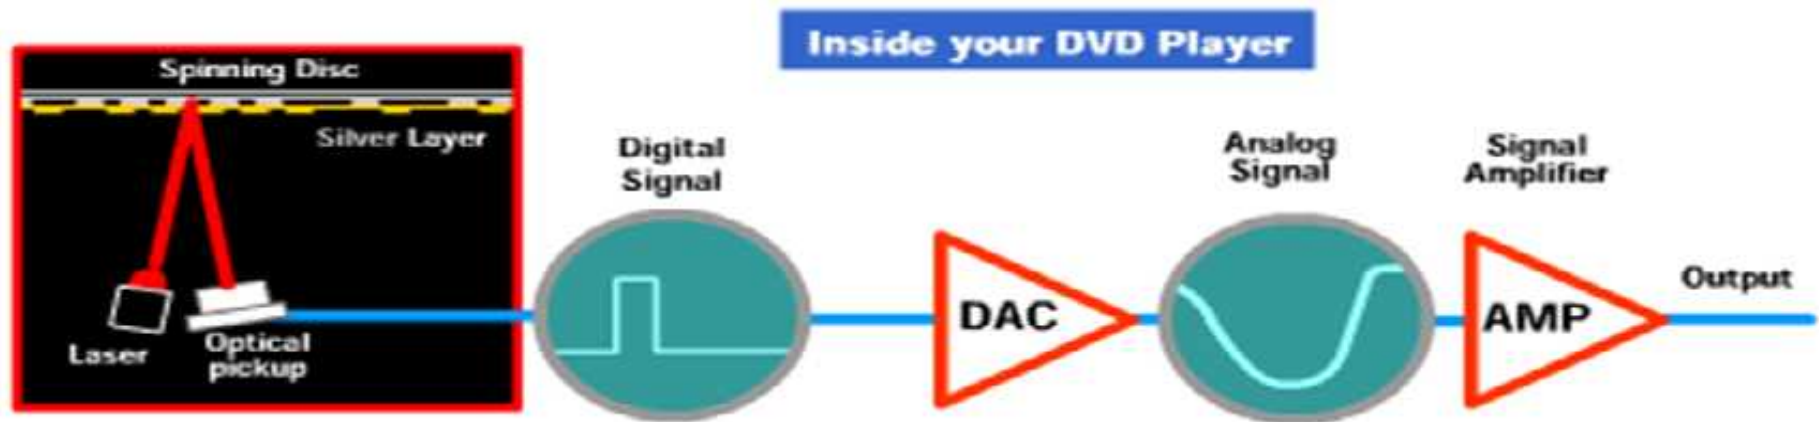 Inside your DVD Player
Spinning Disc
Silver Layer
Laser
Optical
pickup
Digital
Signal
DAC
Analog
Signal
Signal
Amplifier
AMP
Output